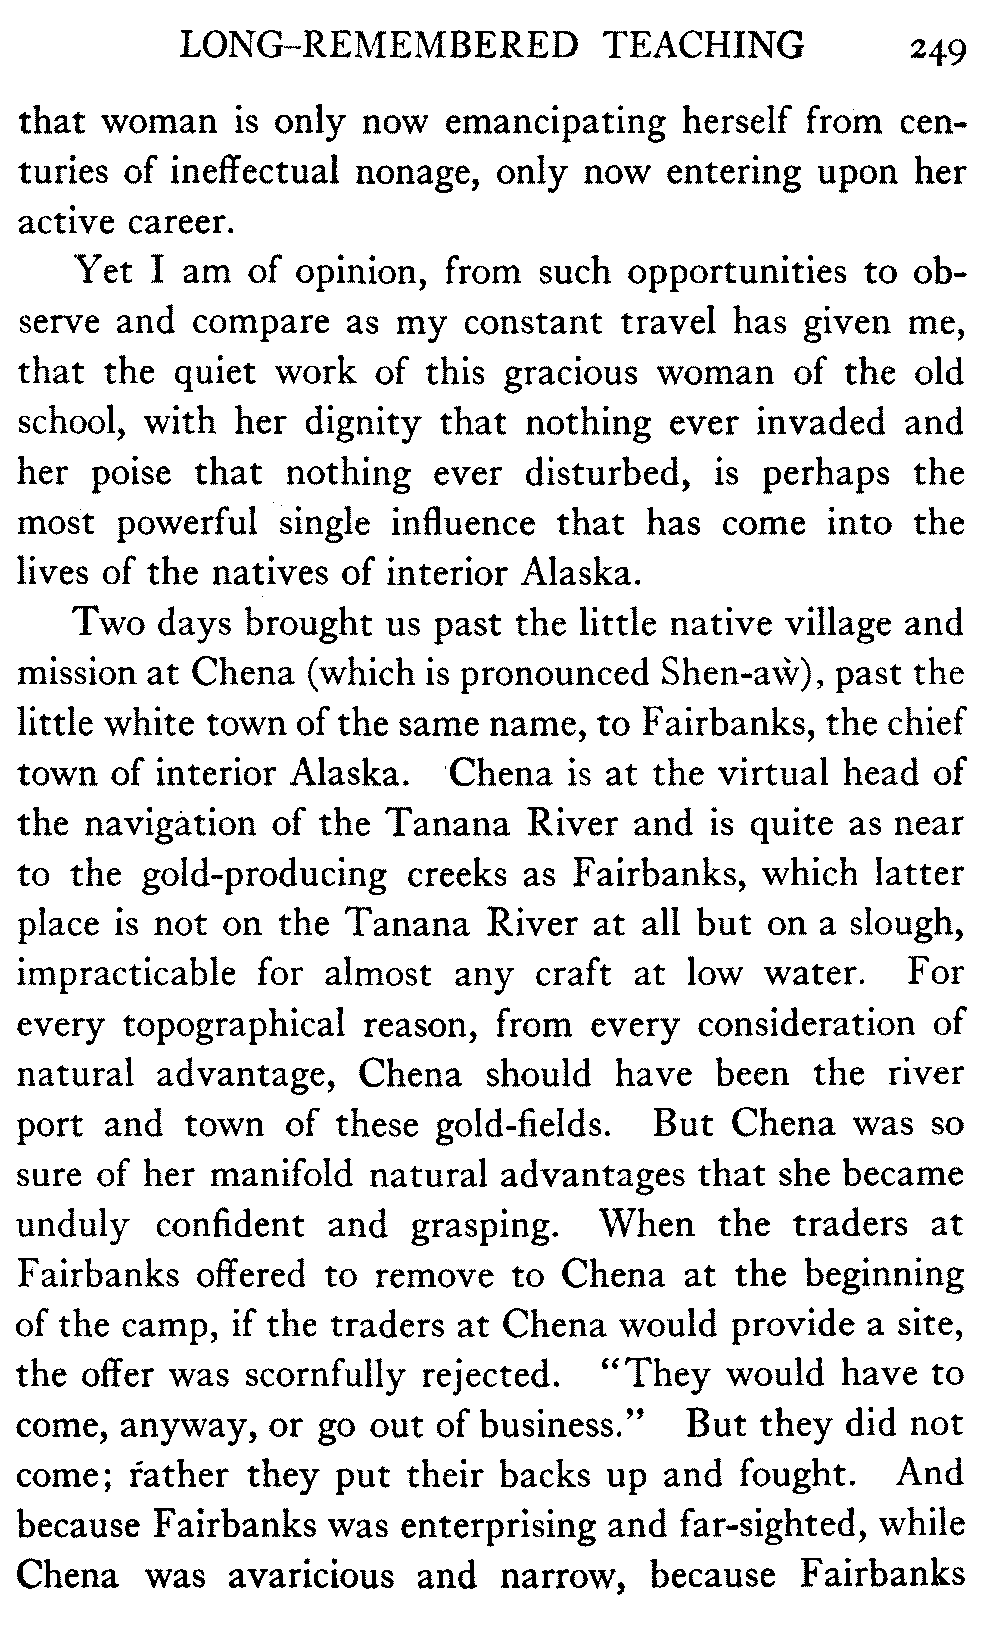 LONG-REMEMBERED TEACHING 249
that woman is only now emancipating herself from cen-
turies of ineffectual nonage, only now entering upon her
active career.
Yet I am of opinion, from such opportunities to ob-
serve and compare as my constant travel has given me,
that the quiet work of this gracious woman of the old
school, with her dignity that nothing ever invaded and
her poise that nothing ever disturbed, is perhaps the
most powerful single influence that has come into the
lives of the natives of interior Alaska.
Two days brought us past the little native village and
mission at Chena (which is pronounced Shen-aẁ), past the
little white town of the same name, to Fairbanks, the chief
town of interior Alaska. Chena is at the virtual head of
the navigation of the Tanana River and is quite as near
to the gold-producing creeks as Fairbanks, which latter
place is not on the Tanana River at all but on a slough,
impracticable for almost any craft at low water. For
every topographical reason, from every consideration of
natural advantage, Chena should have been the river
port and town of these gold-fields. But Chena was so
sure of her manifold natural advantages that she became
unduly confident and grasping. When the traders at
Fairbanks offered to remove to Chena at the beginning
of the camp, if the traders at Chena would provide a site,
the offer was scornfully rejected. "They would have to
come, anyway, or go out of business." But they did not
come; rather they put their backs up and fought. And
because Fairbanks was enterprising and far-sighted, while
Chena was avaricious and narrow, because Fairbanks